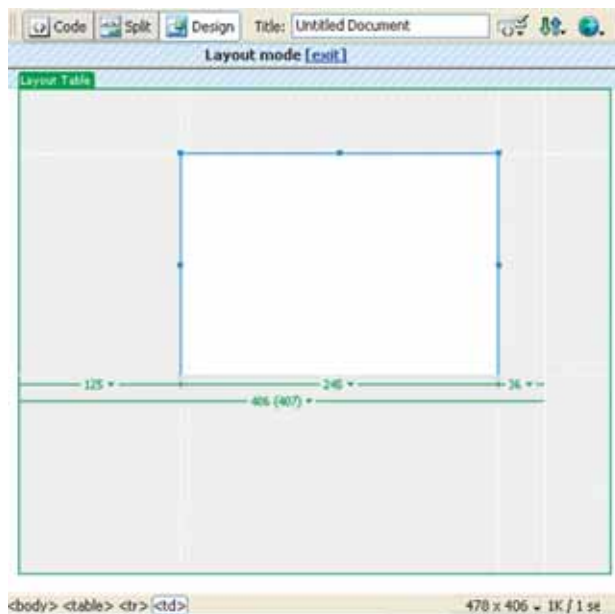 Code Split Design Title: Untitled Document
Layout mode [exit]
Layout Table
125 245 36
406 (407)
<body> <table> <tr> <td> 478 x 406 1K / 1 se